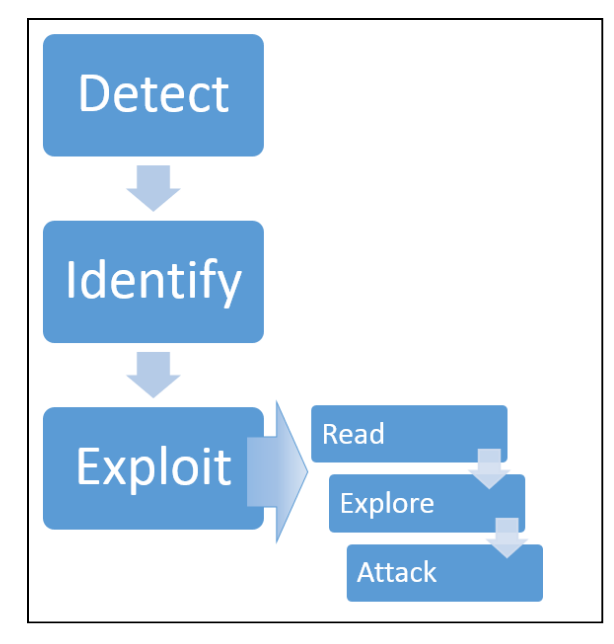 Detect
Identify
Exploit
Read
Explore
Attack